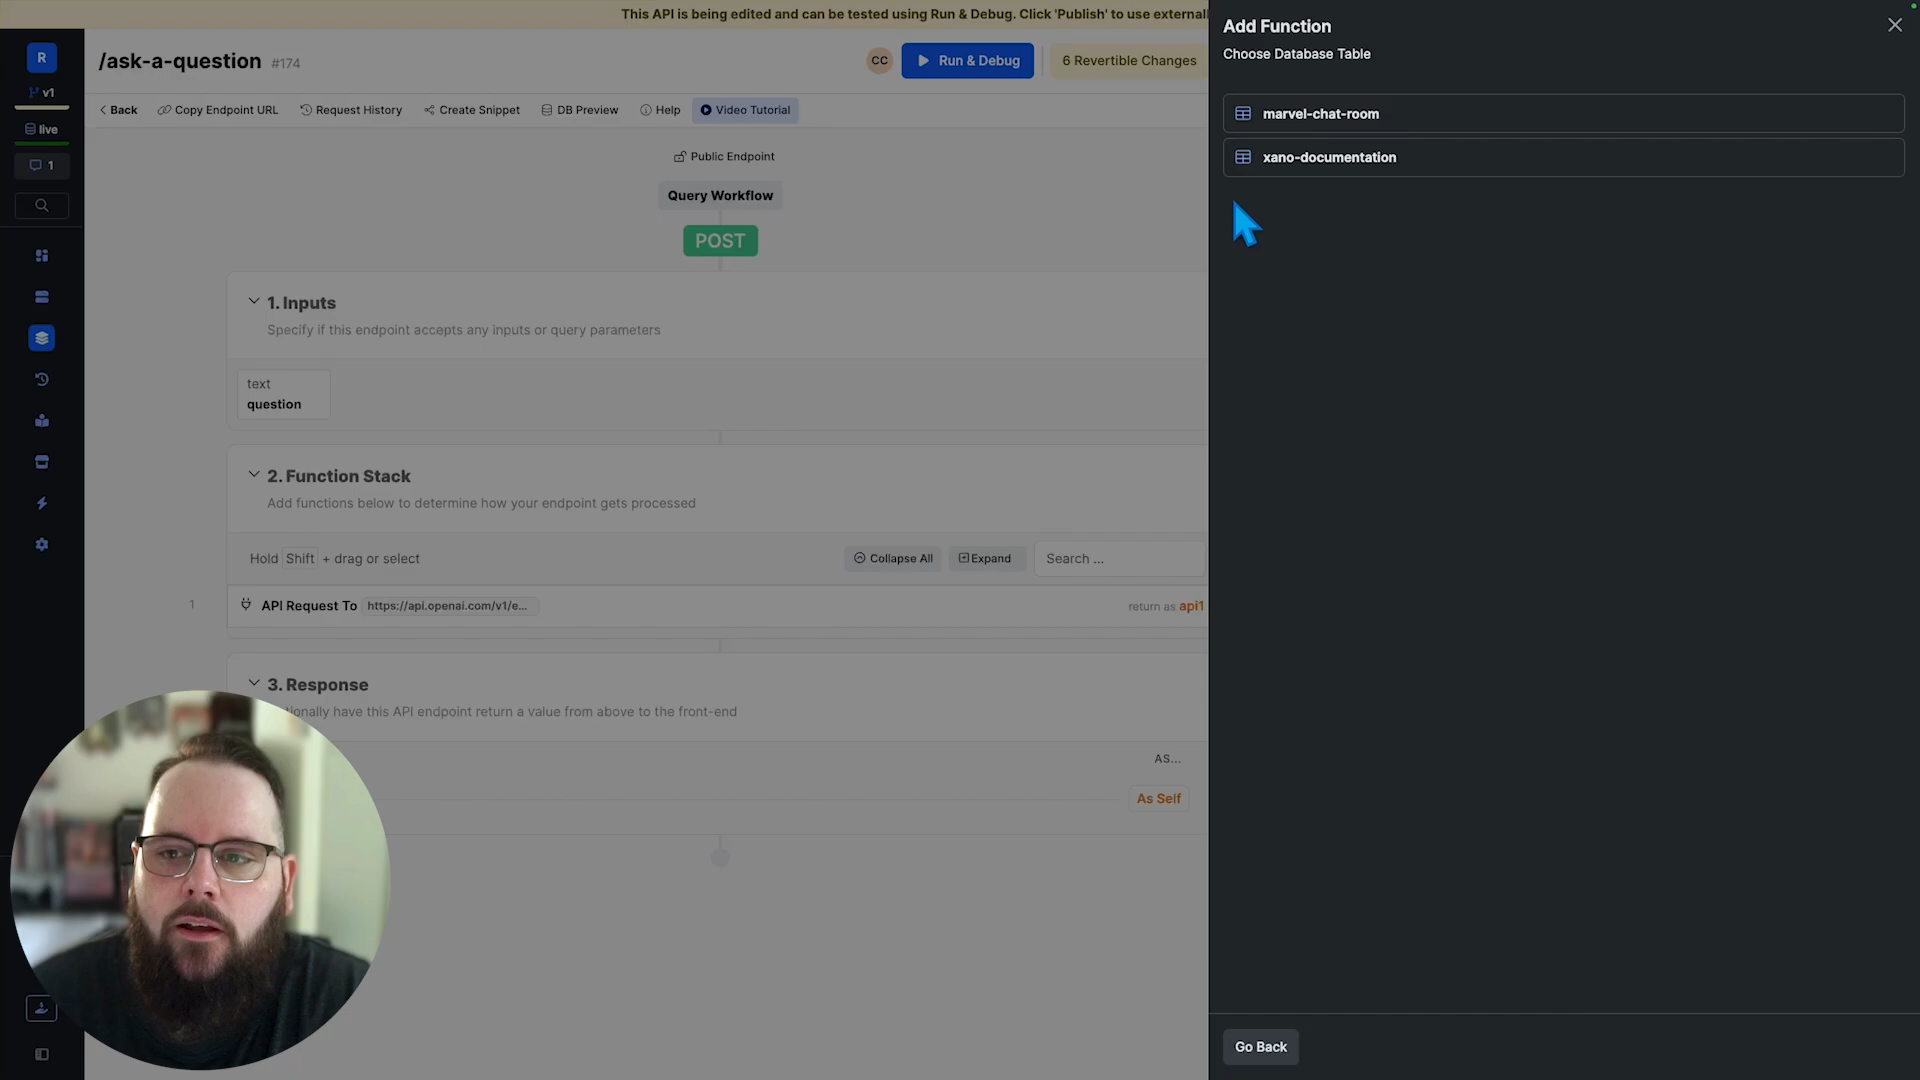 This API is being edited and can be tested using Run & Debug. Click 'Publish' to use externall
R
v1
live
1
/ask-a-question #174
CC
Run & Debug
6 Revertible Changes
Back
Copy Endpoint URL
Request History
Create Snippet
DB Preview
Help
Video Tutorial
Public Endpoint
Query Workflow
POST
1. Inputs
Specify if this endpoint accepts any inputs or query parameters
text
question
2. Function Stack
Add functions below to determine how your endpoint gets processed
Hold Shift + drag or select
Collapse All
Expand
Search ...
1
API Request To https://api.openai.com/v1/e...
return as api1
3. Response
tionally have this API endpoint return a value from above to the front-end
AS...
As Self
Add Function
Choose Database Table
marvel-chat-room
xano-documentation
Go Back